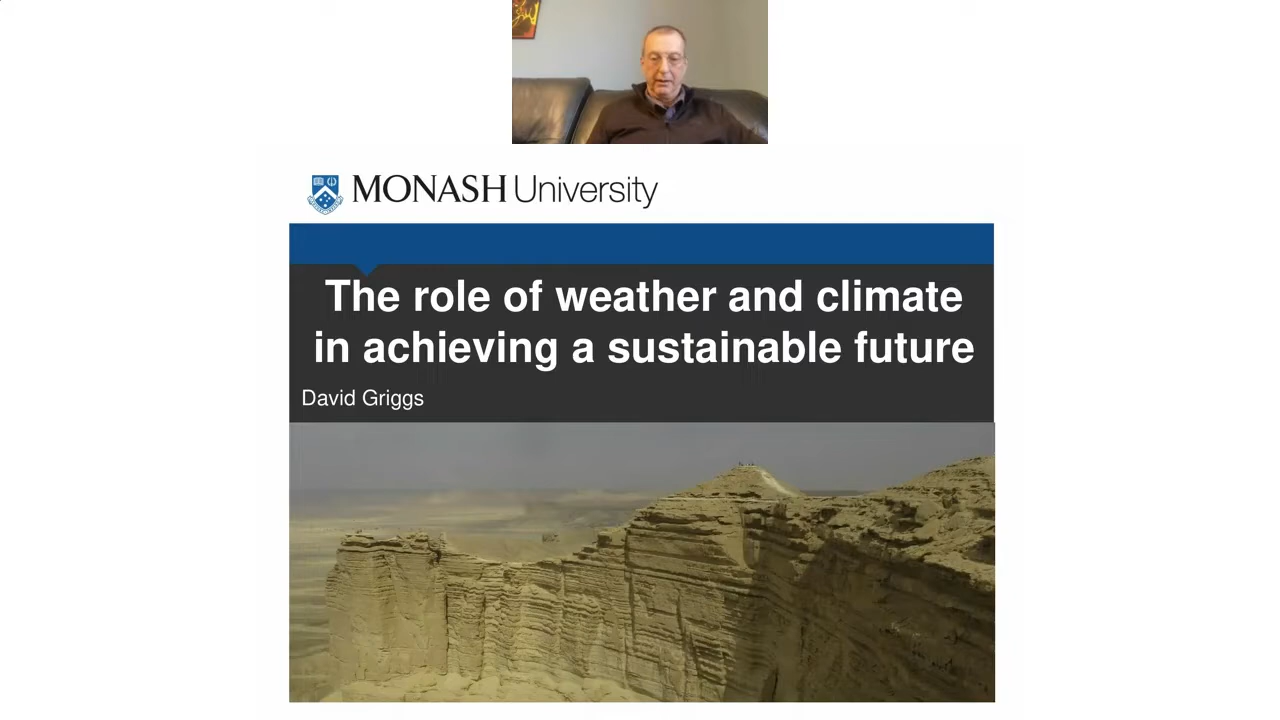 MONASH University
The role of weather and climate
in achieving a sustainable future
David Griggs